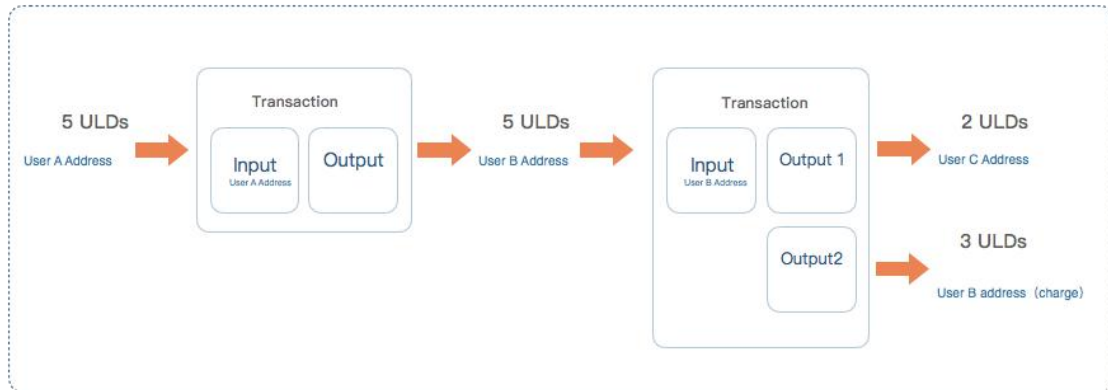 5 ULDs
User A Address
Transaction
Input
User A Address
Output
5 ULDs
User B Address
Transaction
Input
User B Address
Output 1
Output2
2 ULDs
User C Address
3 ULDs
User B address（charge）